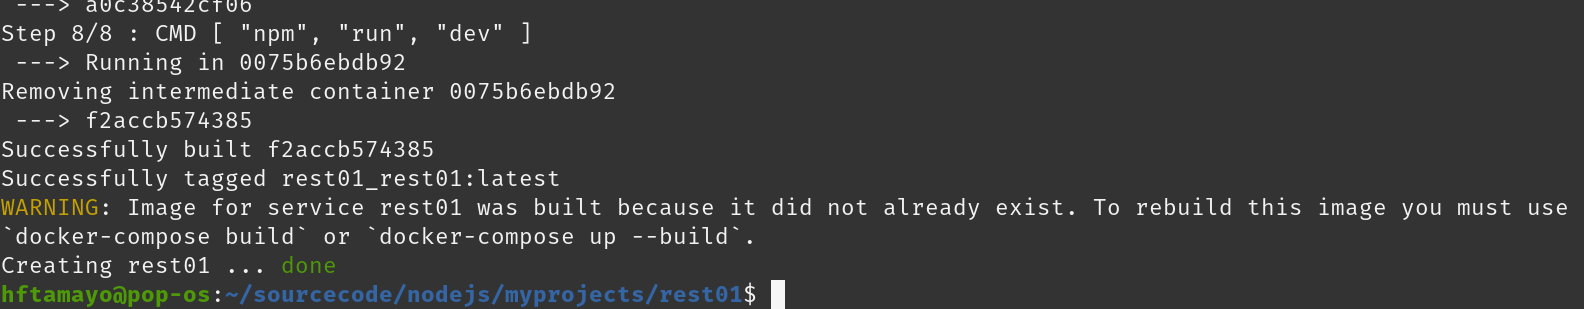 ---> a0c38542cf06
Step 8/8 : CMD [ "npm", "run", "dev" ]
 ---> Running in 0075b6ebdb92
Removing intermediate container 0075b6ebdb92
 ---> f2accb574385
Successfully built f2accb574385
Successfully tagged rest01_rest01:latest
WARNING: Image for service rest01 was built because it did not already exist. To rebuild this image you must use
`docker-compose build` or `docker-compose up --build`.
Creating rest01 ... done
hftamayo@pop-os:~/sourcecode/nodejs/myprojects/rest01$